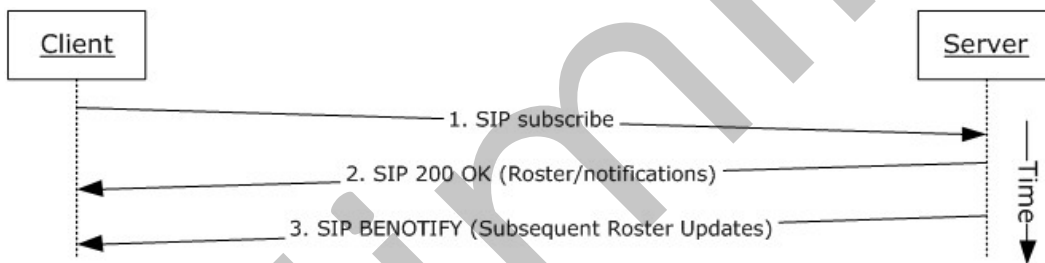 Client
Server
1. SIP subscribe
2. SIP 200 OK (Roster/notifications)
3. SIP BENOTIFY (Subsequent Roster Updates)
Time